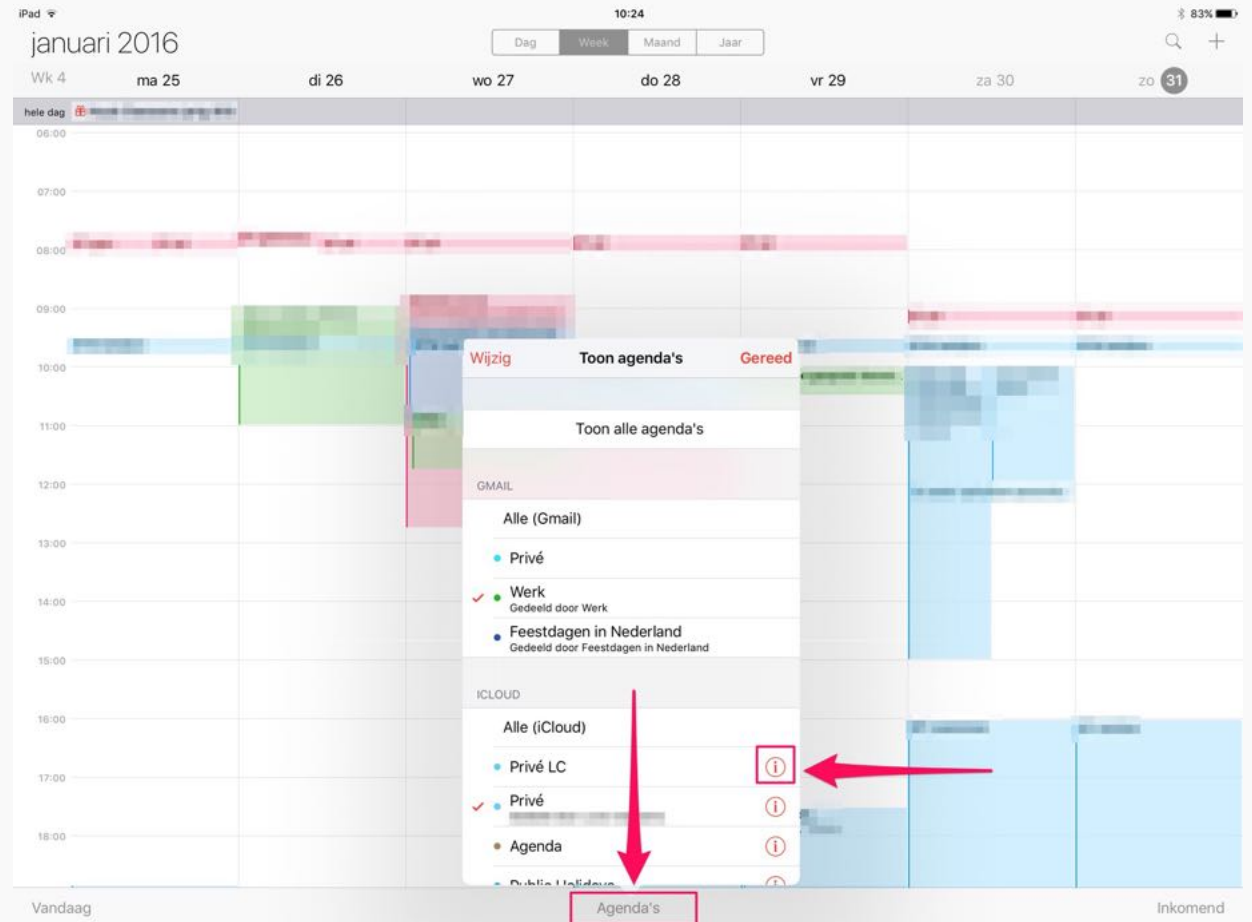 iPad 10:24 83%
januari 2016
Dag Week Maand Jaar
Wk 4 ma 25 di 26 wo 27 do 28 vr 29 za 30 zo 31
hele dag
06:00
07:00
08:00
09:00
10:00
11:00
12:00
13:00
14:00
15:00
16:00
17:00
18:00
Wijzig Toon agenda's Gereed
Toon alle agenda's
GMAIL
Alle (Gmail)
Privé
Werk
Gedeeld door Werk
Feestdagen in Nederland
Gedeeld door Feestdagen in Nederland
ICLOUD
Alle (iCloud)
Privé LC
Privé
Agenda
Public Holidays
Vandaag Agenda's Inkomend